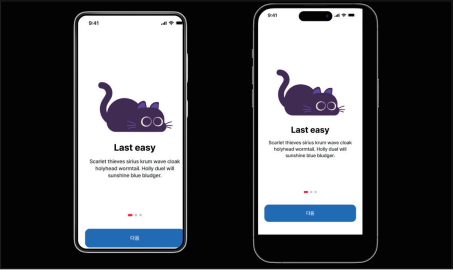 9:41
Last easy
Scarlet thieves sirius krum wave cloak
holyhead wormtail. Holly duel will
sunshine blue bludger.
다음
9:41
Last easy
Scarlet thieves sirius krum wave cloak
holyhead wormtail. Holly duel will
sunshine blue bludger.
다음